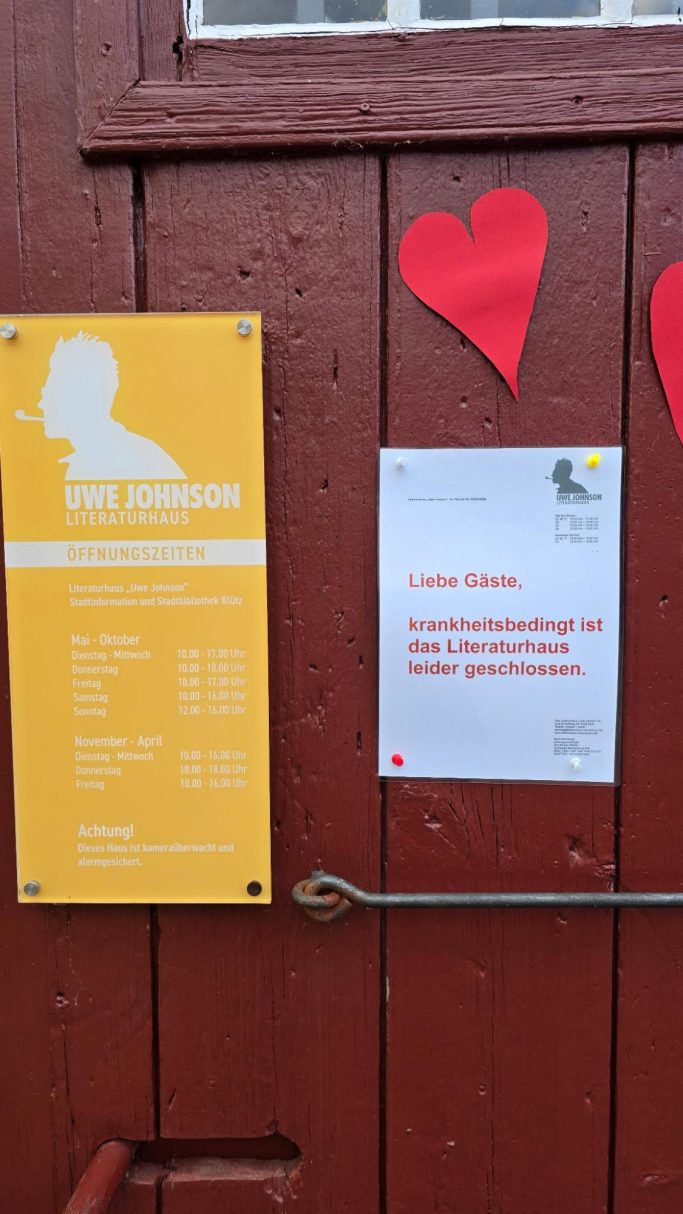 UWE JOHNSON
LITERATURHAUS
ÖFFNUNGSZEITEN
Literaturhaus „Uwe Johnson"
Stadtinformation und Stadtbibliothek Klütz
Mai - Oktober
Dienstag - Mittwoch 10.00 - 17.00 Uhr
Donnerstag 10.00 - 18.00 Uhr
Freitag 10.00 - 17.00 Uhr
Samstag 10.00 - 16.00 Uhr
Sonntag 12.00 - 16.00 Uhr
November - April
Dienstag - Mittwoch 10.00 - 16.00 Uhr
Donnerstag 10.00 - 18.00 Uhr
Freitag 10.00 - 16.00 Uhr
Achtung!
Dieses Haus ist kameraüberwacht und
alarmgesichert.
UWE JOHNSON
LITERATURHAUS
Liebe Gäste,
krankheitsbedingt ist
das Literaturhaus
leider geschlossen.